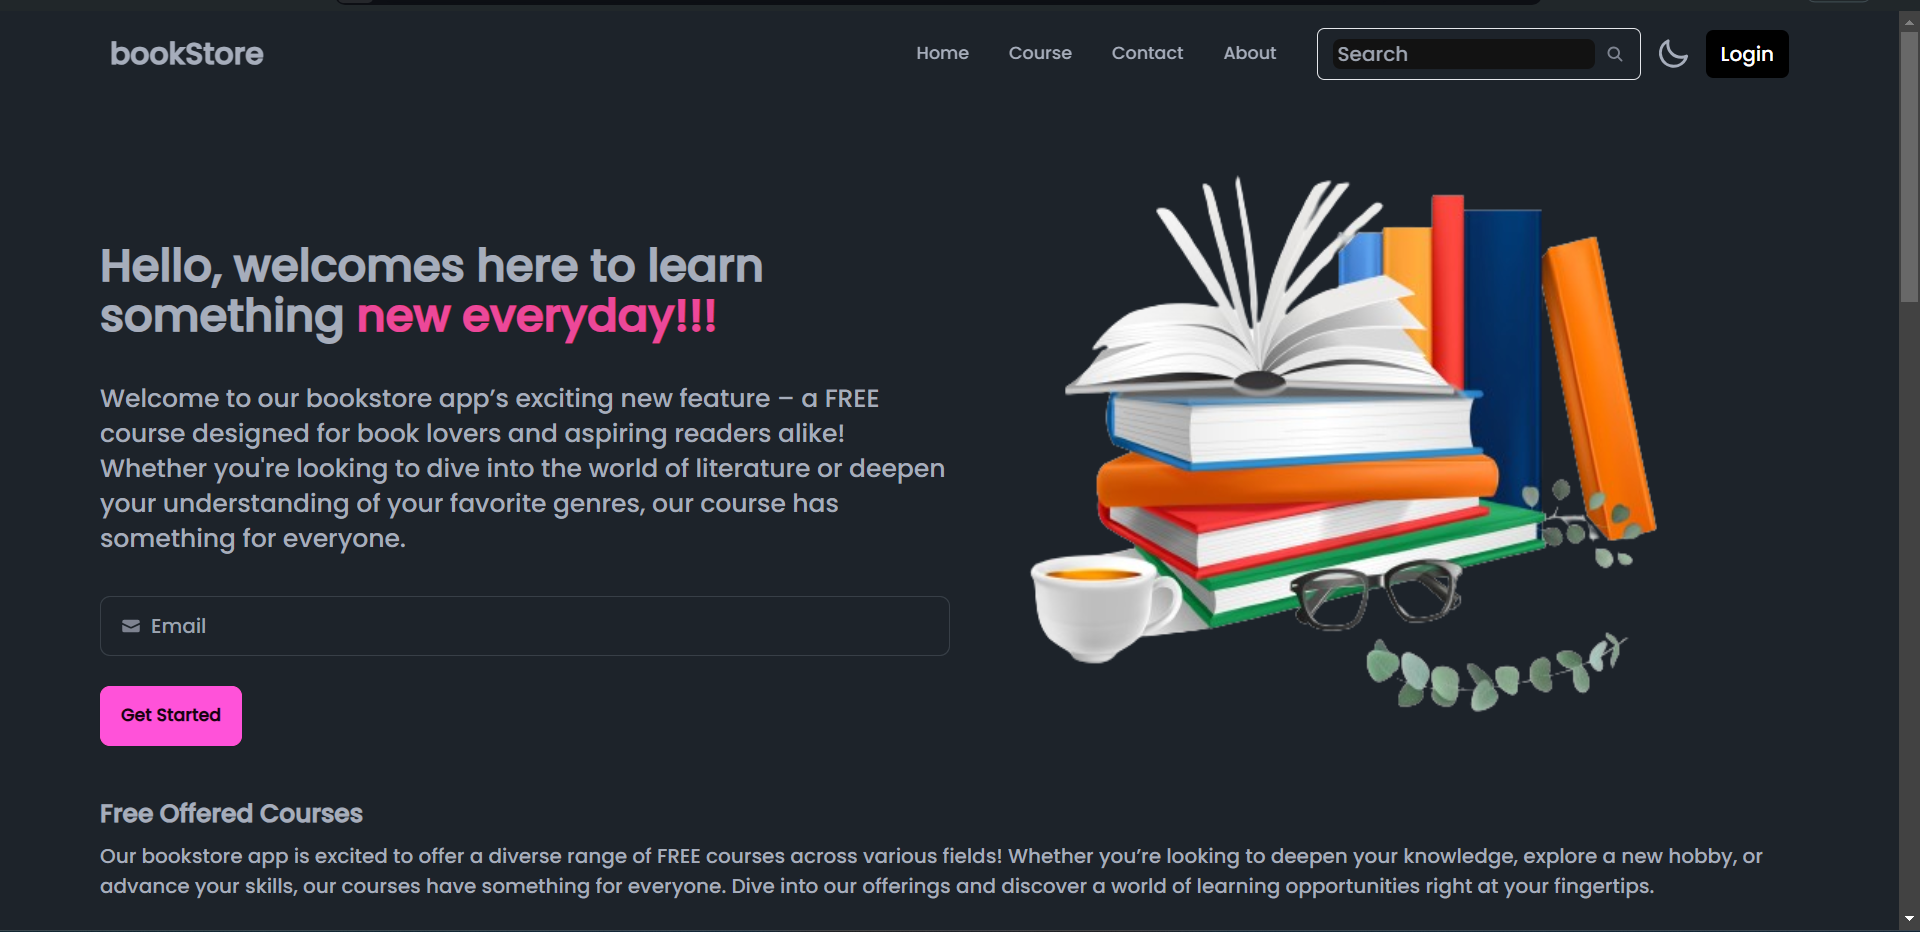 bookStore
Home
Course
Contact
About
Search
Login
Hello, welcomes here to learn
something new everyday!!!
Welcome to our bookstore app’s exciting new feature – a FREE
course designed for book lovers and aspiring readers alike!
Whether you're looking to dive into the world of literature or deepen
your understanding of your favorite genres, our course has
something for everyone.
Email
Get Started
Free Offered Courses
Our bookstore app is excited to offer a diverse range of FREE courses across various fields! Whether you’re looking to deepen your knowledge, explore a new hobby, or
advance your skills, our courses have something for everyone. Dive into our offerings and discover a world of learning opportunities right at your fingertips.